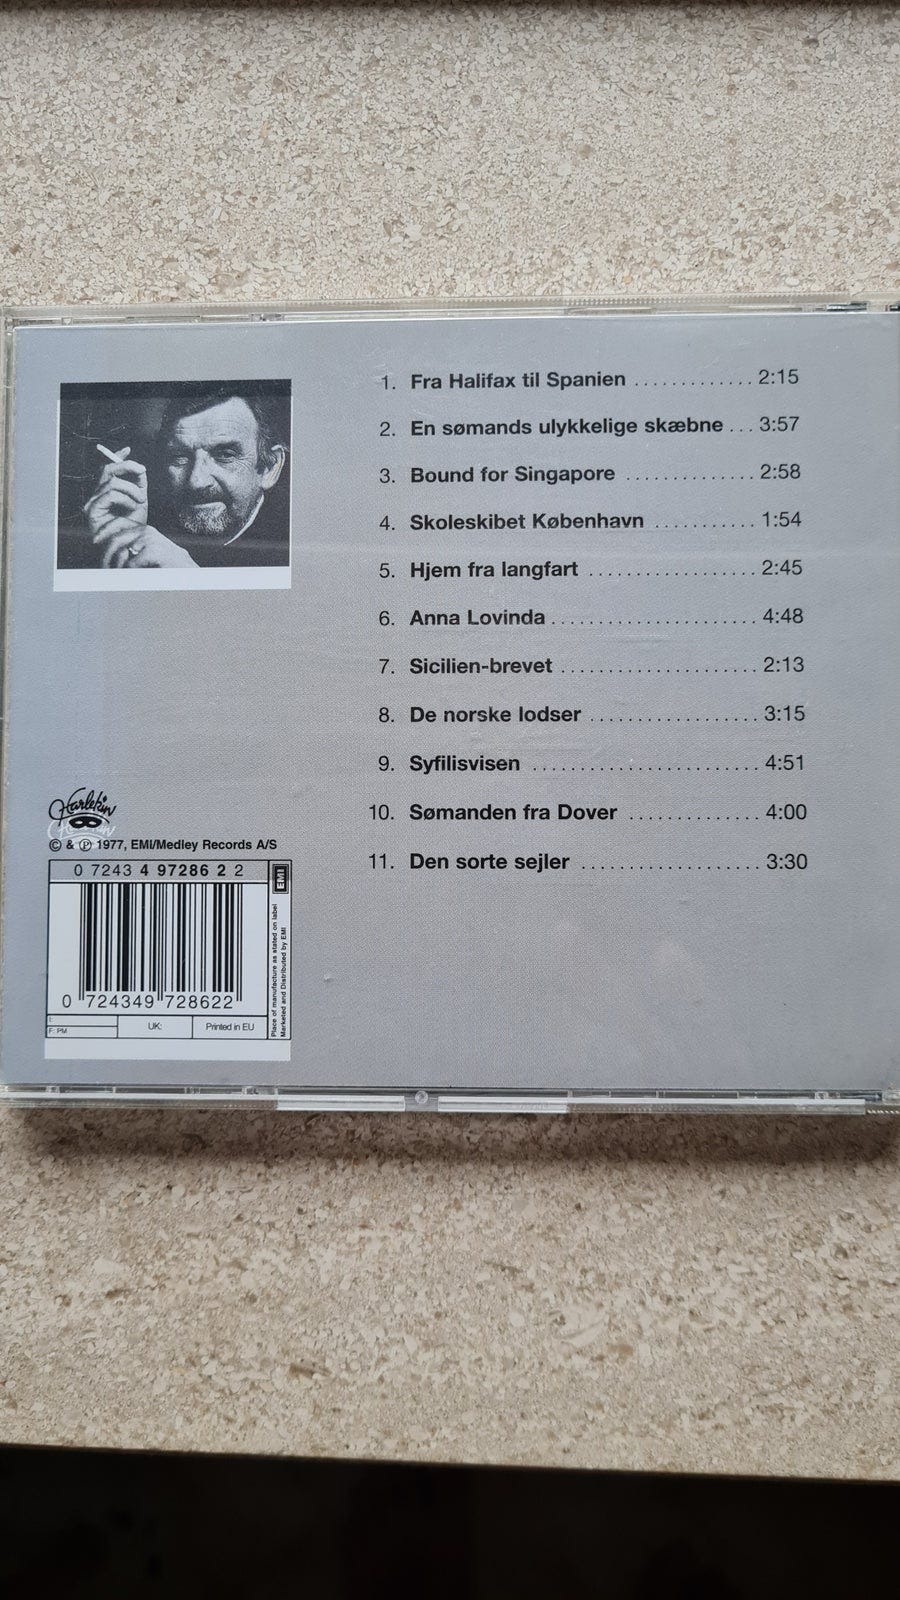 1. Fra Halifax til Spanien ............. 2:15
2. En sømands ulykkelige skæbne ... 3:57
3. Bound for Singapore ............. 2:58
4. Skoleskibet København ........... 1:54
5. Hjem fra langfart .................. 2:45
6. Anna Lovinda ...................... 4:48
7. Sicilien-brevet ..................... 2:13
8. De norske lodser .................. 3:15
9. Syfilisvisen ........................ 4:51
10. Sømanden fra Dover ............. 4:00
11. Den sorte sejler ................... 3:30
Harlekin
© & ℗ 1977, EMI/Medley Records A/S
0 7243 4 97286 2 2
EMI
Place of manufacture as stated on label
Marketed and Distributed by EMI
0 724349 728622
I:
F: PM
UK:
Printed in EU